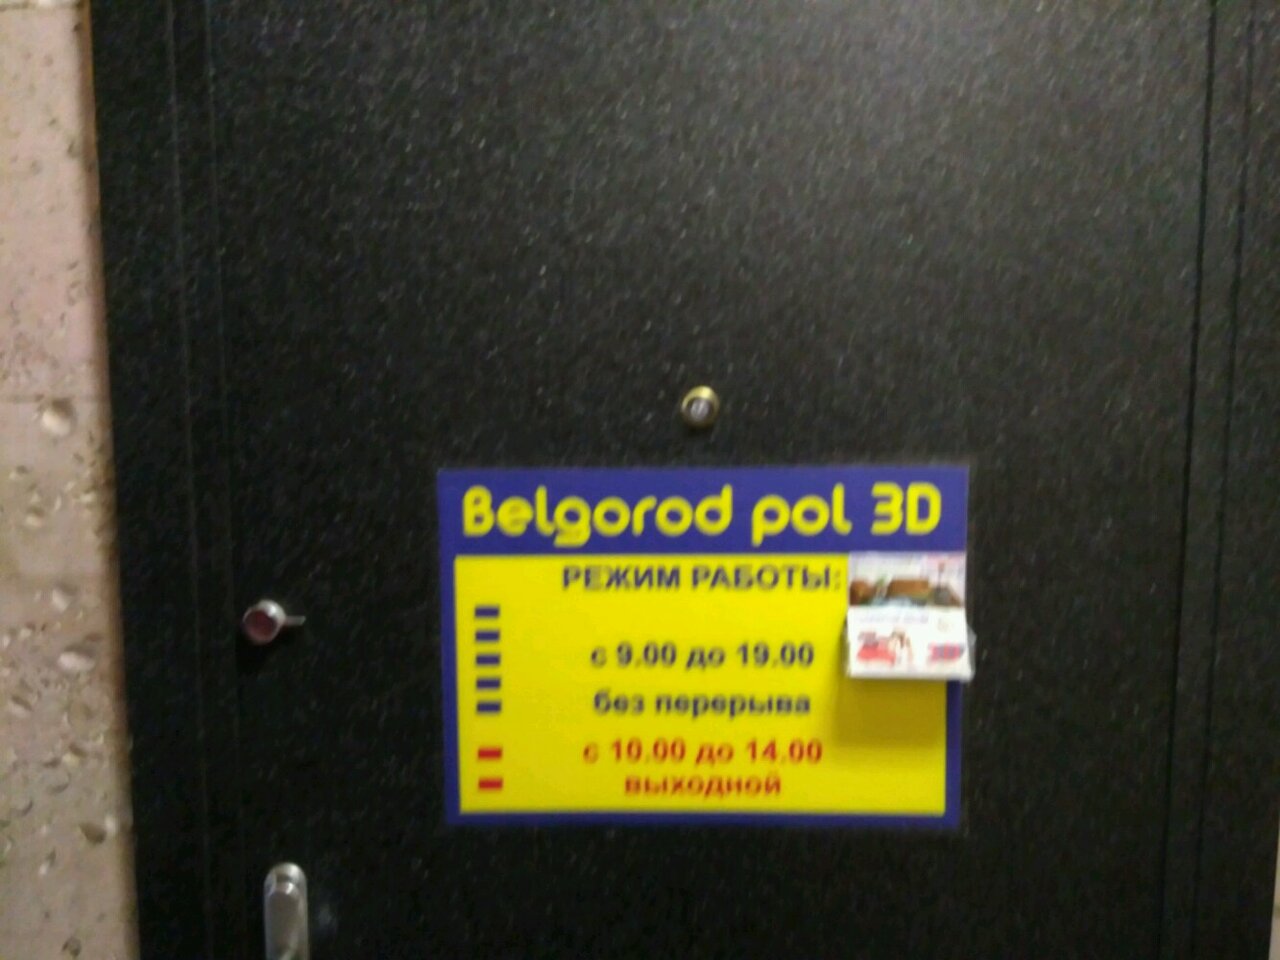 Belgorod pol 3D
РЕЖИМ РАБОТЫ:
с 9.00 до 19.00
без перерыва
с 10.00 до 14.00
выходной